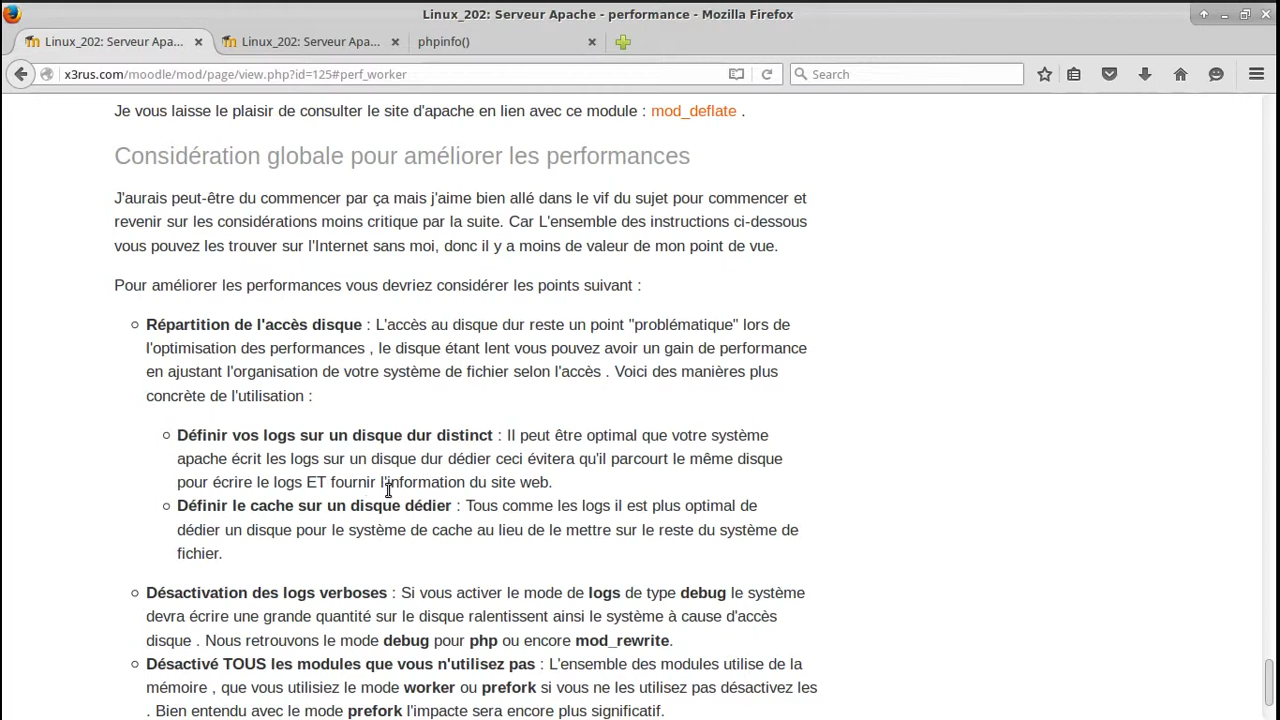 Linux_202: Serveur Apache - performance - Mozilla Firefox
Linux_202: Serveur Apa... Linux_202: Serveur Apa... phpinfo()
x3rus.com/moodle/mod/page/view.php?id=125#perf_worker Search
Je vous laisse le plaisir de consulter le site d'apache en lien avec ce module : mod_deflate .
Considération globale pour améliorer les performances
J'aurais peut-être du commencer par ça mais j'aime bien allé dans le vif du sujet pour commencer et
revenir sur les considérations moins critique par la suite. Car L'ensemble des instructions ci-dessous
vous pouvez les trouver sur l'Internet sans moi, donc il y a moins de valeur de mon point de vue.
Pour améliorer les performances vous devriez considérer les points suivant :
Répartition de l'accès disque : L'accès au disque dur reste un point "problématique" lors de
l'optimisation des performances , le disque étant lent vous pouvez avoir un gain de performance
en ajustant l'organisation de votre système de fichier selon l'accès . Voici des manières plus
concrète de l'utilisation :
Définir vos logs sur un disque dur distinct : Il peut être optimal que votre système
apache écrit les logs sur un disque dur dédier ceci évitera qu'il parcourt le même disque
pour écrire le logs ET fournir l'information du site web.
Définir le cache sur un disque dédier : Tous comme les logs il est plus optimal de
dédier un disque pour le système de cache au lieu de le mettre sur le reste du système de
fichier.
Désactivation des logs verboses : Si vous activer le mode de logs de type debug le système
devra écrire une grande quantité sur le disque ralentissent ainsi le système à cause d'accès
disque . Nous retrouvons le mode debug pour php ou encore mod_rewrite.
Désactivé TOUS les modules que vous n'utilisez pas : L'ensemble des modules utilise de la
mémoire , que vous utilisiez le mode worker ou prefork si vous ne les utilisez pas désactivez les
. Bien entendu avec le mode prefork l'impacte sera encore plus significatif.